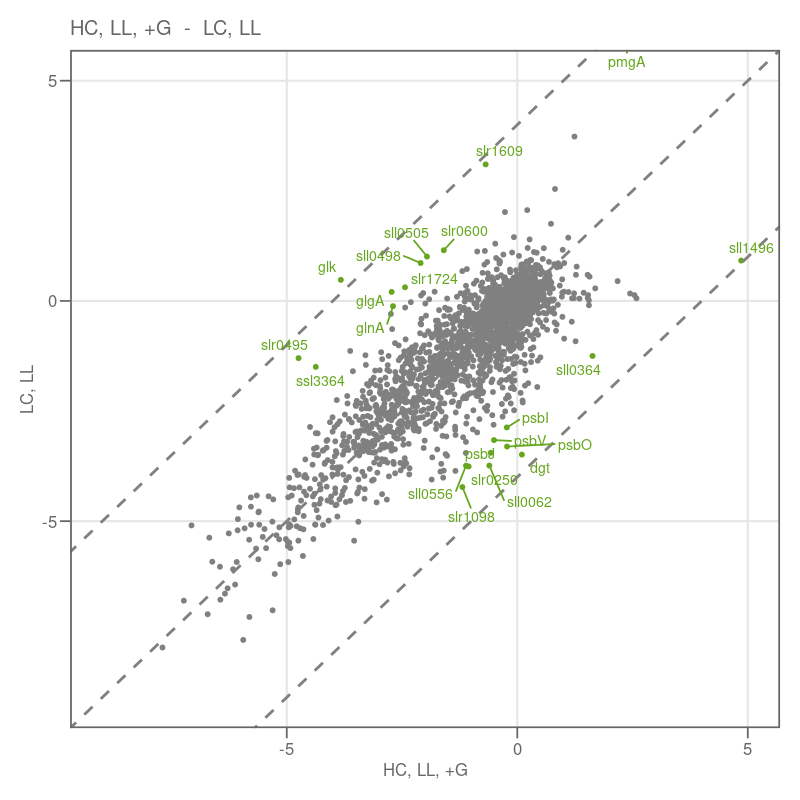 HC, LL, +G - LC, LL
pmgA
slr1609
sll0505
slr0600
sll1496
sll0498
glk
slr1724
glgA
glnA
slr0495
sll0364
ssl3364
psbI
psbV
psbO
psbJ
dgt
slr0250
sll0556
sll0062
slr1098
5
0
-5
LC, LL
-5
0
5
HC, LL, +G